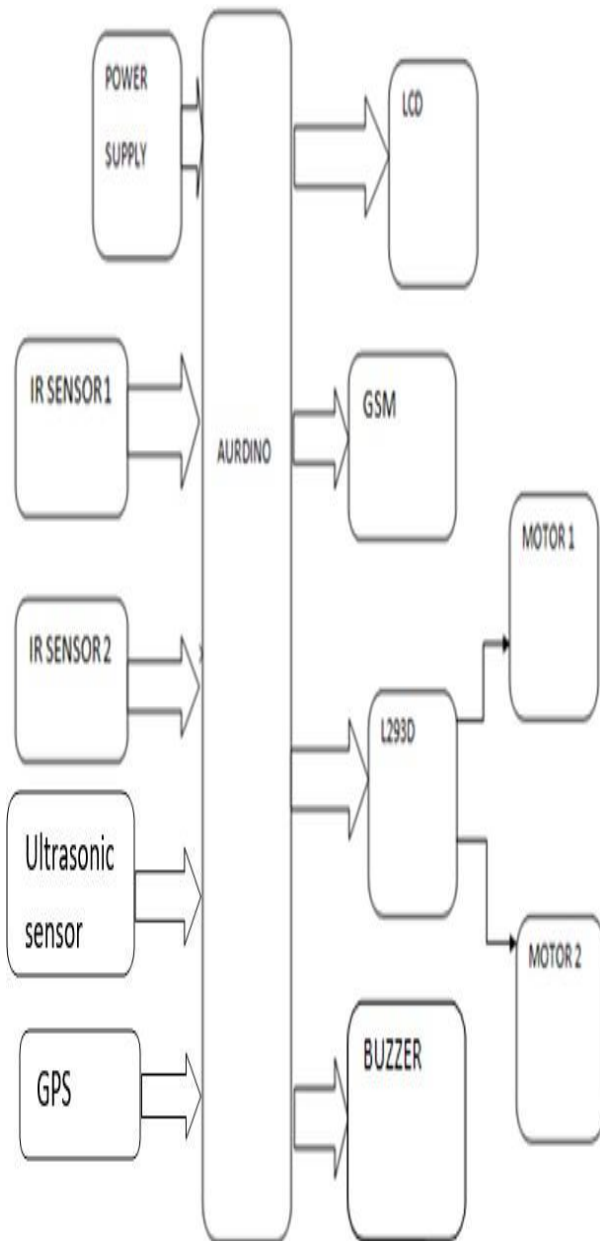 POWER
SUPPLY
LCD
IR SENSOR 1
GSM
AURDINO
MOTOR 1
IR SENSOR 2
L293D
Ultrasonic
sensor
MOTOR 2
BUZZER
GPS